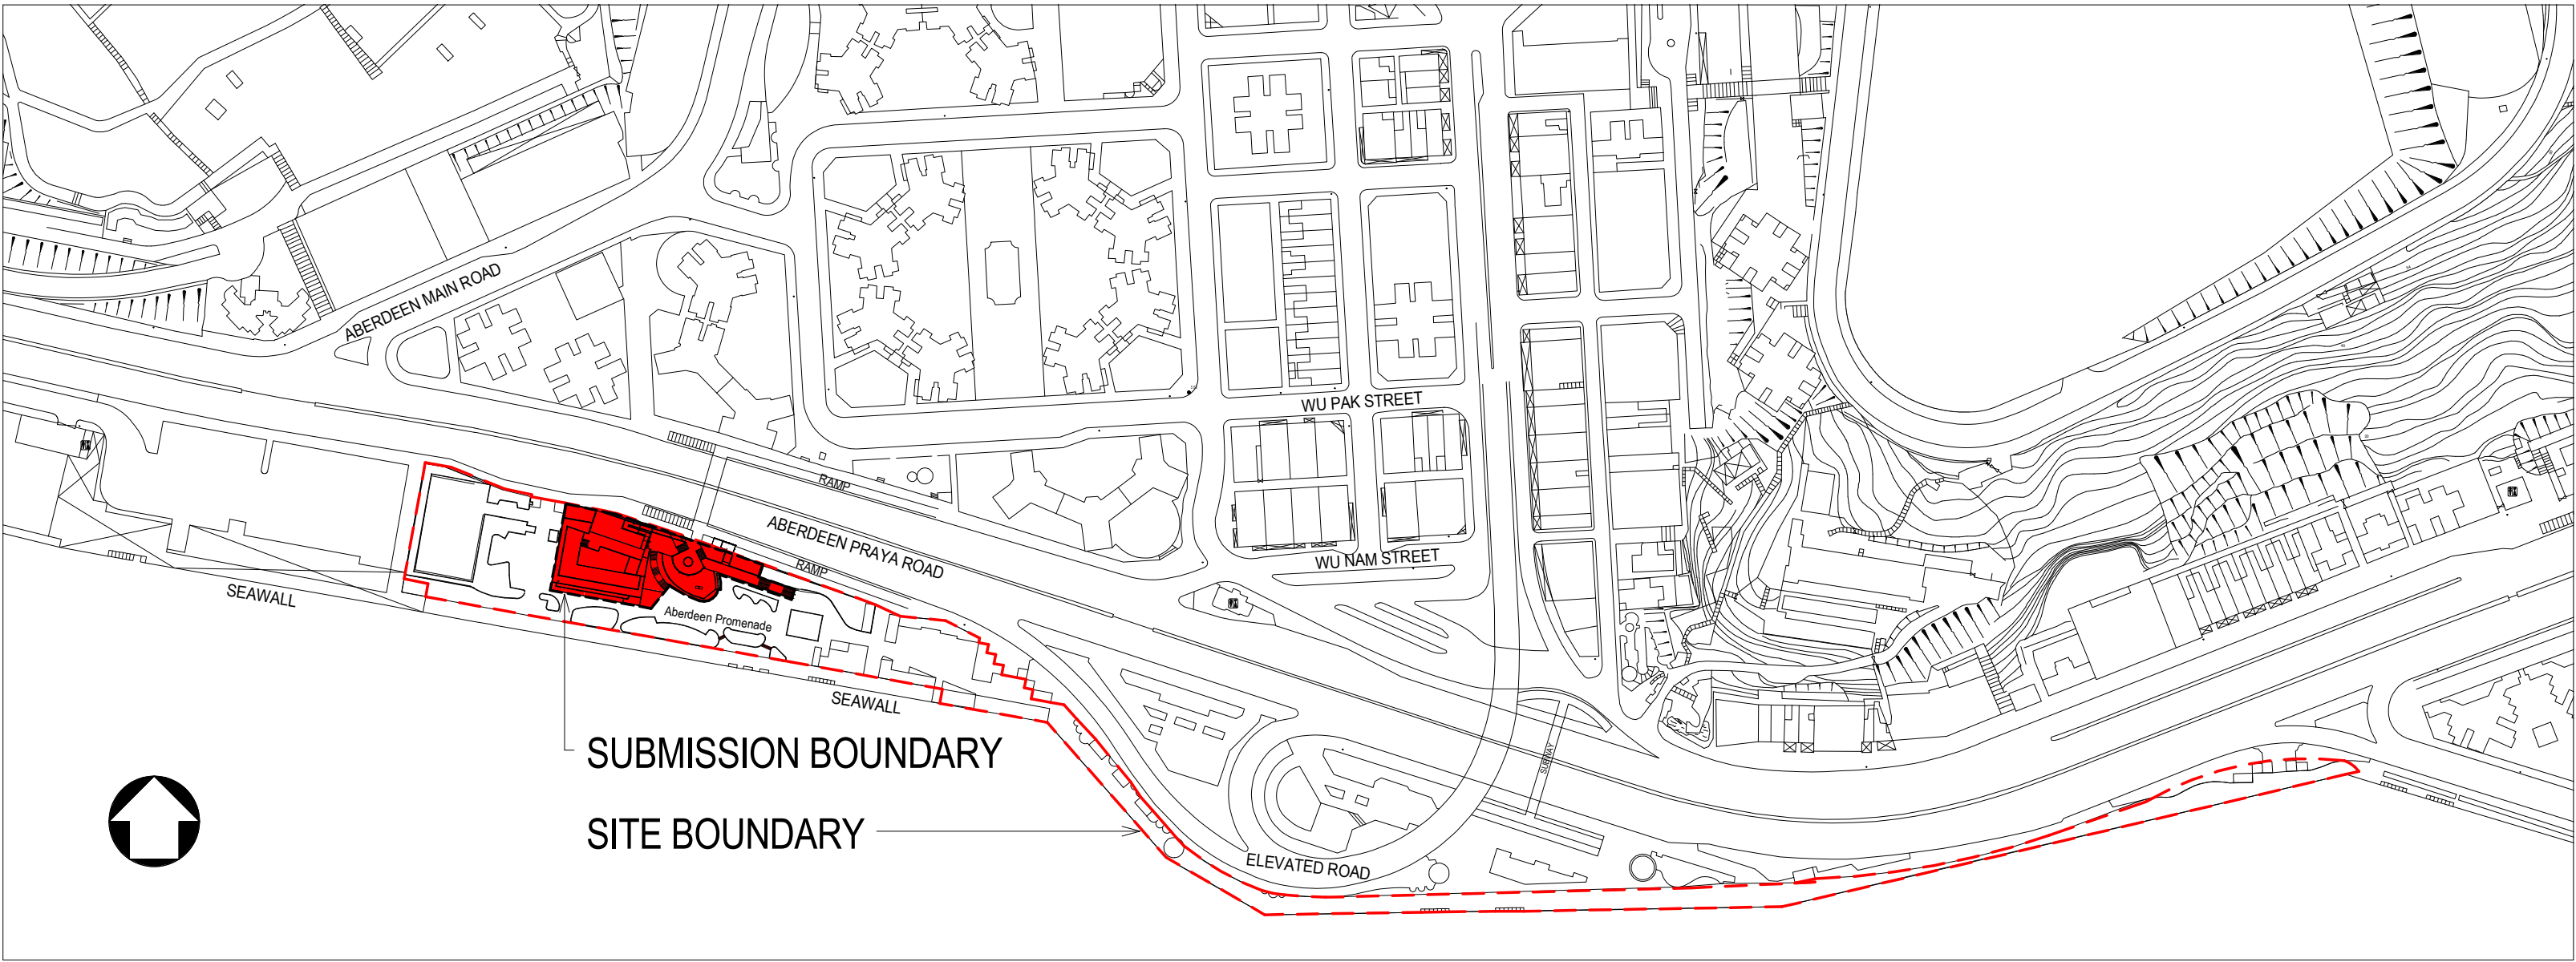 ABERDEEN MAIN ROAD
WU PAK STREET
RAMP
ABERDEEN PRAYA ROAD
WU NAM STREET
RAMP
SEAWALL
Aberdeen Promenade
SEAWALL
SUBMISSION BOUNDARY
SUBWAY
SITE BOUNDARY
ELEVATED ROAD